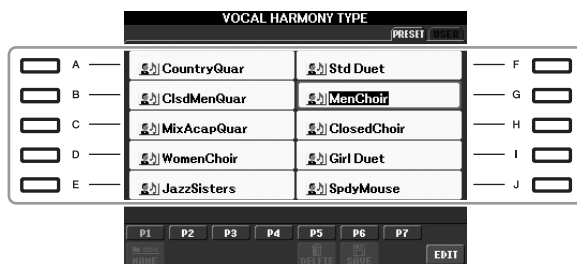 VOCAL HARMONY TYPE
PRESET USER
A CountryQuar Std Duet F
B ClsdMenQuar MenChoir G
C MixAcapQuar ClosedChoir H
D WomenChoir Girl Duet I
E JazzSisters SpdyMouse J
P1 P2 P3 P4 P5 P6 P7
NAME DELETE SAVE EDIT